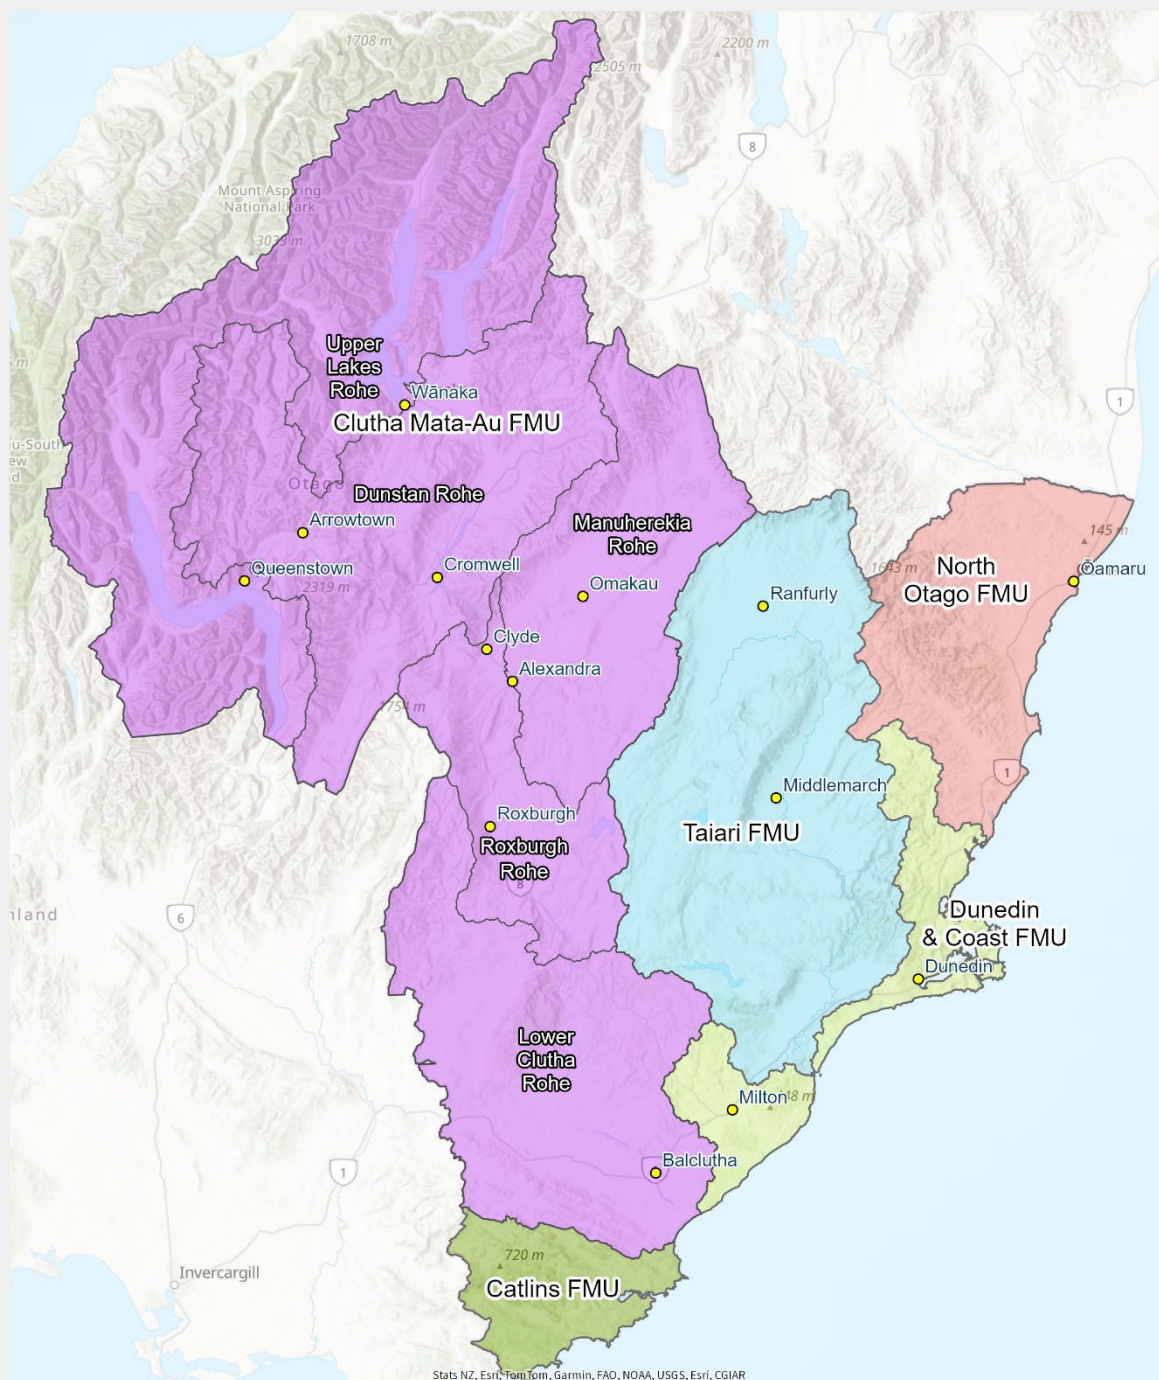 1708 m
2200 m
2505 m
8
Mount Aspiring
National Park
3033 m
Upper
Lakes
Rohe
Wānaka
1
Clutha Mata-Au FMU
Otago
Dunstan Rohe
Arrowtown
Manuherekia
Rohe
145 m
Queenstown
2319 m
Cromwell
Omakau
Ranfurly
1643 m
North
Otago FMU
Ōamaru
Clyde
Alexandra
1754 m
Middlemarch
1
Roxburgh
Roxburgh
Rohe
8
Taiari FMU
6
Dunedin
& Coast FMU
Dunedin
Lower
Clutha
Rohe
Milton
48 m
Balclutha
1
720 m
Catlins FMU
Invercargill
Stats NZ, Esri, TomTom, Garmin, FAO, NOAA, USGS, Esri, CGIAR